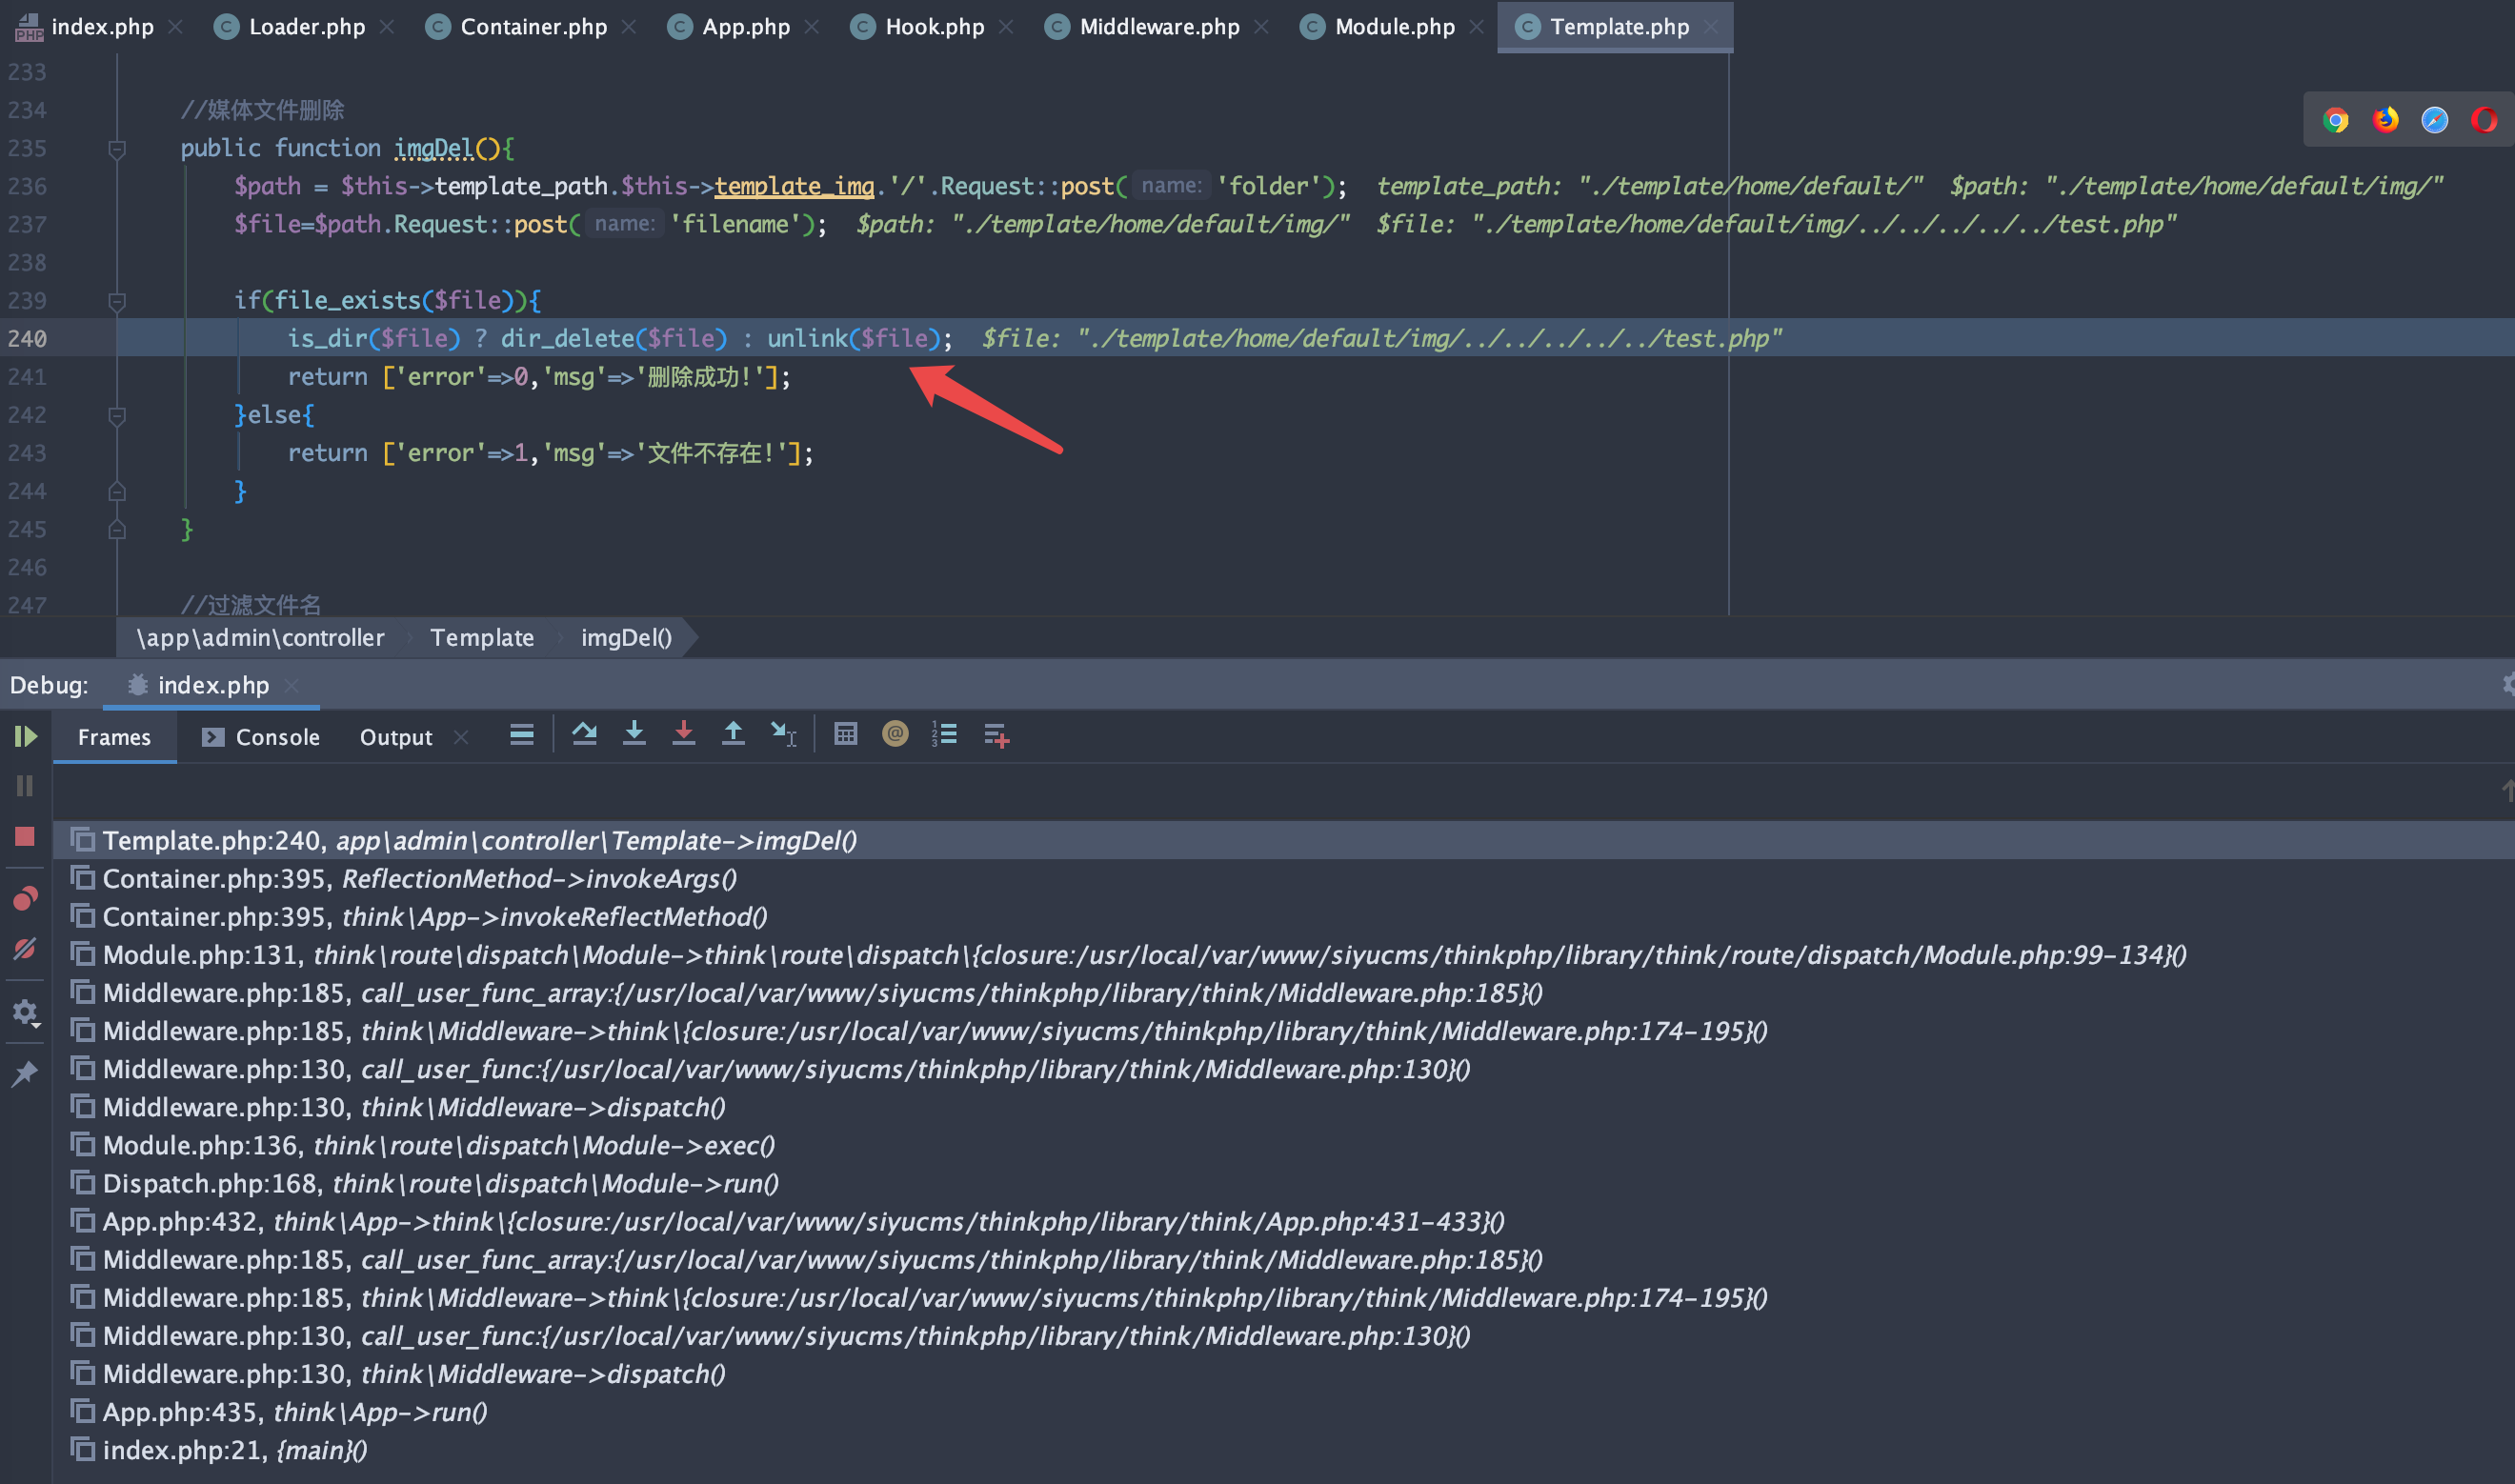 index.php Loader.php Container.php App.php Hook.php Middleware.php Module.php Template.php
233
234 //媒体文件删除
235 public function imgDel(){
236 $path = $this->template_path.$this->template_img.'/'.Request::post( name: 'folder'); template_path: "./template/home/default/" $path: "./template/home/default/img/"
237 $file=$path.Request::post( name: 'filename'); $path: "./template/home/default/img/" $file: "./template/home/default/img/../../../../../test.php"
238
239 if(file_exists($file)){
240 is_dir($file) ? dir_delete($file) : unlink($file); $file: "./template/home/default/img/../../../../../test.php"
241 return ['error'=>0,'msg'=>'删除成功!'];
242 }else{
243 return ['error'=>1,'msg'=>'文件不存在!'];
244 }
245 }
246
247 //过滤文件名
\app\admin\controller Template imgDel()
Debug: index.php
Frames Console Output
Template.php:240, app\admin\controller\Template->imgDel()
Container.php:395, ReflectionMethod->invokeArgs()
Container.php:395, think\App->invokeReflectMethod()
Module.php:131, think\route\dispatch\Module->think\route\dispatch\{closure:/usr/local/var/www/siyucms/thinkphp/library/think/route/dispatch/Module.php:99-134}()
Middleware.php:185, call_user_func_array:{/usr/local/var/www/siyucms/thinkphp/library/think/Middleware.php:185}()
Middleware.php:185, think\Middleware->think\{closure:/usr/local/var/www/siyucms/thinkphp/library/think/Middleware.php:174-195}()
Middleware.php:130, call_user_func:{/usr/local/var/www/siyucms/thinkphp/library/think/Middleware.php:130}()
Middleware.php:130, think\Middleware->dispatch()
Module.php:136, think\route\dispatch\Module->exec()
Dispatch.php:168, think\route\dispatch\Module->run()
App.php:432, think\App->think\{closure:/usr/local/var/www/siyucms/thinkphp/library/think/App.php:431-433}()
Middleware.php:185, call_user_func_array:{/usr/local/var/www/siyucms/thinkphp/library/think/Middleware.php:185}()
Middleware.php:185, think\Middleware->think\{closure:/usr/local/var/www/siyucms/thinkphp/library/think/Middleware.php:174-195}()
Middleware.php:130, call_user_func:{/usr/local/var/www/siyucms/thinkphp/library/think/Middleware.php:130}()
Middleware.php:130, think\Middleware->dispatch()
App.php:435, think\App->run()
index.php:21, {main}()